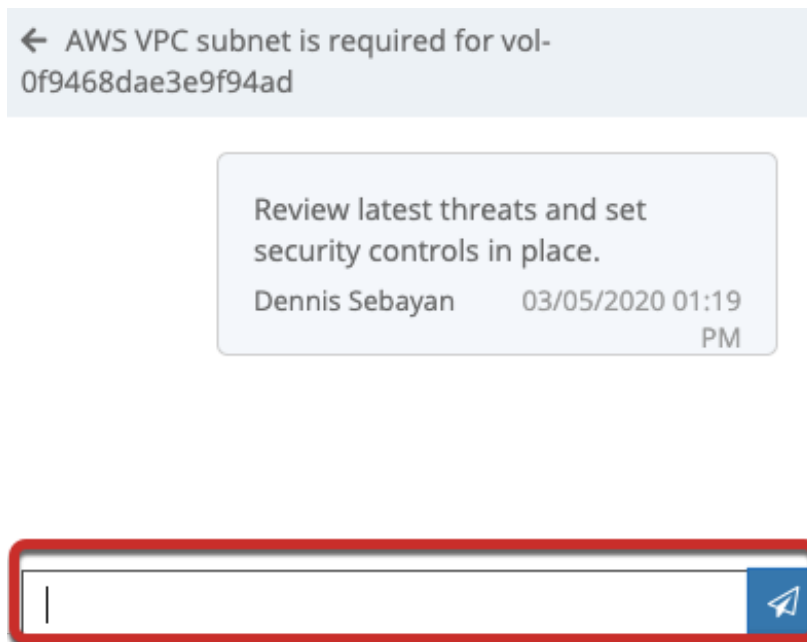 ← AWS VPC subnet is required for vol-
0f9468dae3e9f94ad
Review latest threats and set
security controls in place.
Dennis Sebayan 03/05/2020 01:19
PM